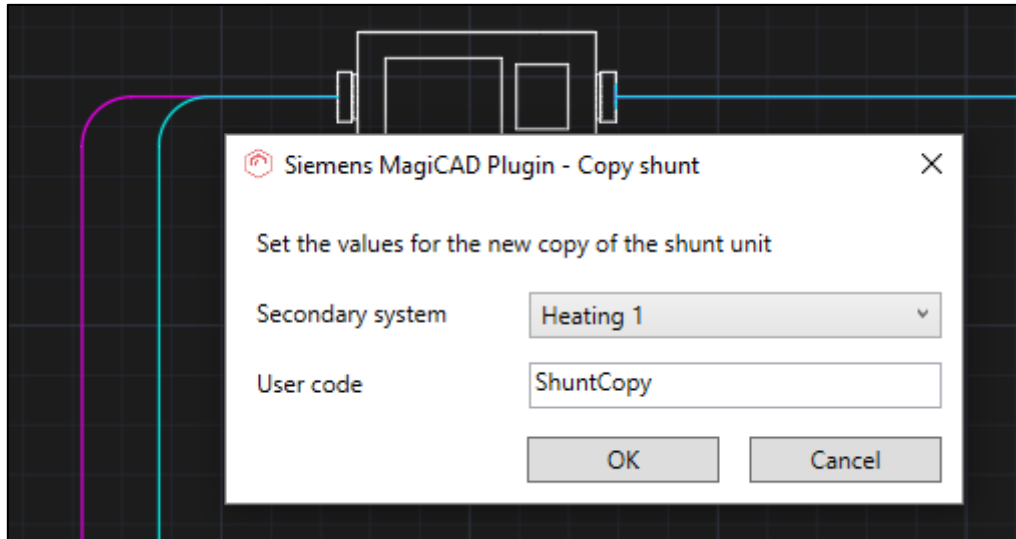 Siemens MagiCAD Plugin - Copy shunt
Set the values for the new copy of the shunt unit
Secondary system
Heating 1
User code
ShuntCopy
OK
Cancel